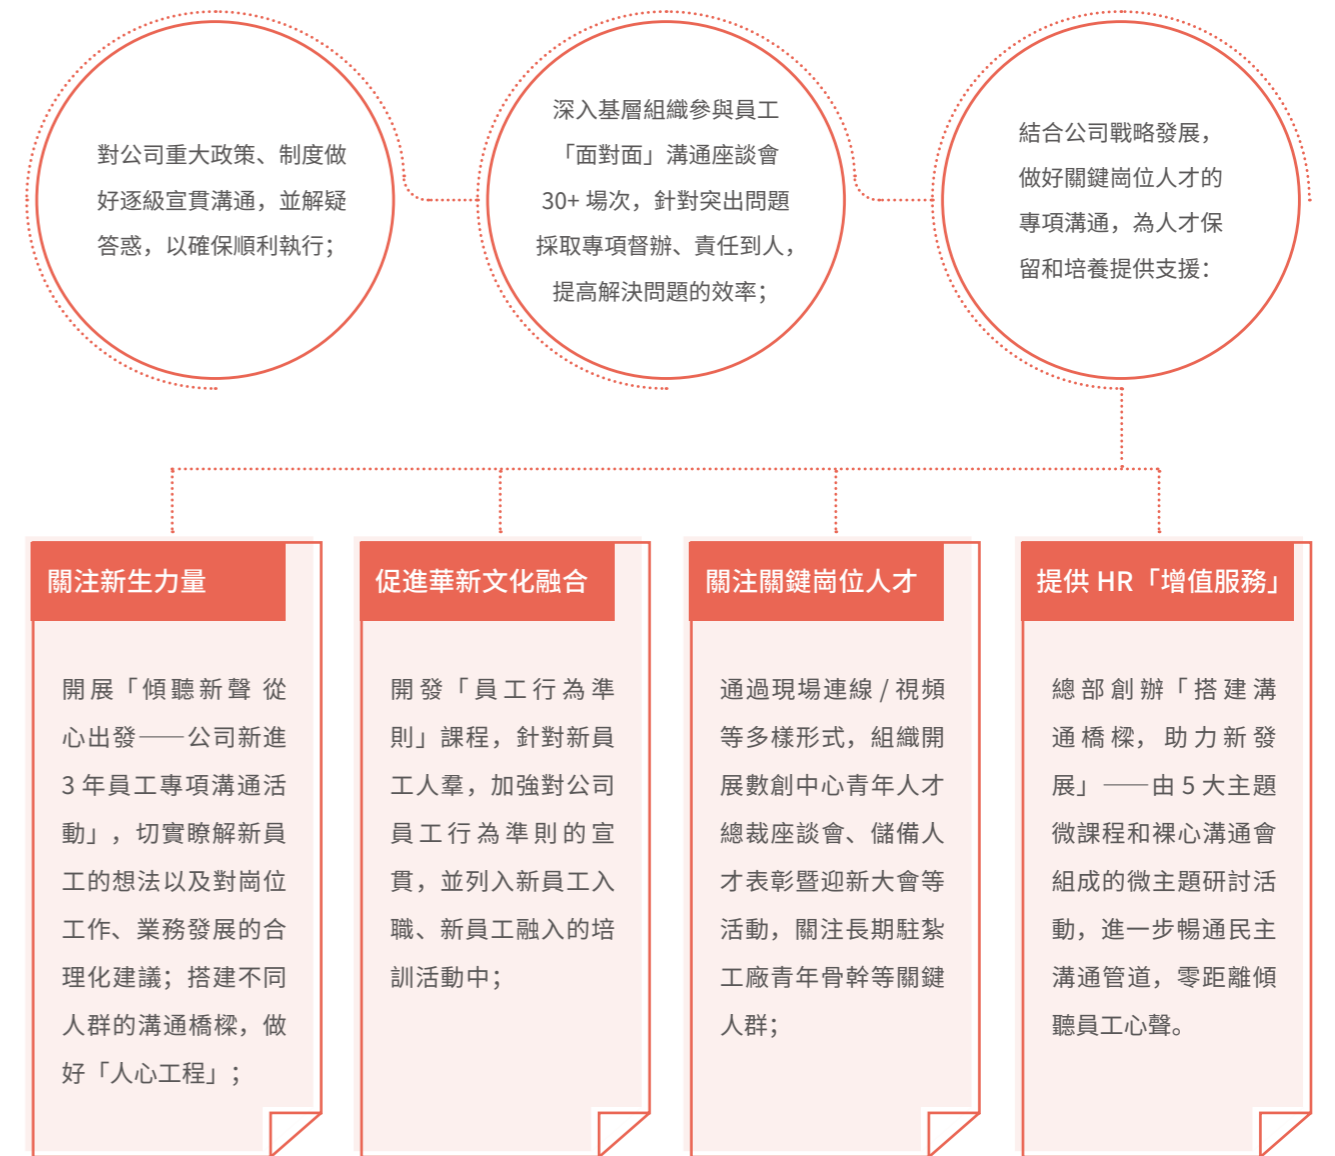 對公司重大政策、制度做
好逐級宣貫溝通，並解疑
答惑，以確保順利執行；
深入基層組織參與員工
「面對面」溝通座談會
30+ 場次，針對突出問題
採取專項督辦、責任到人，
提高解決問題的效率；
結合公司戰略發展，
做好關鍵崗位人才的
專項溝通，為人才保
留和培養提供支援：
關注新生力量
開展「傾聽新聲 從
心出發——公司新進
3 年員工專項溝通活
動」，切實瞭解新員
工的想法以及對崗位
工作、業務發展的合
理化建議；搭建不同
人群的溝通橋樑，做
好「人心工程」；
促進華新文化融合
開發「員工行為準
則」課程，針對新員
工人羣，加強對公司
員工行為準則的宣
貫，並列入新員工入
職、新員工融入的培
訓活動中；
關注關鍵崗位人才
通過現場連線 / 視頻
等多樣形式，組織開
展數創中心青年人才
總裁座談會、儲備人
才表彰暨迎新大會等
活動，關注長期駐紮
工廠青年骨幹等關鍵
人群；
提供 HR「增值服務」
總部創辦「搭建溝
通橋樑，助力新發
展」——由 5 大主題
微課程和裸心溝通會
組成的微主題研討活
動，進一步暢通民主
溝通管道，零距離傾
聽員工心聲。